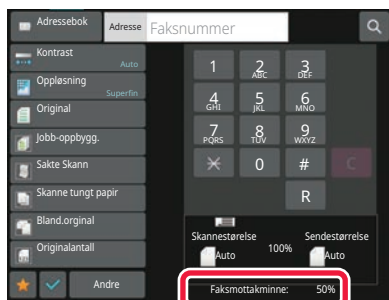 Adressebok
Adresse
Faksnummer
Kontrast
Auto
Oppløsning
Superfin
Original
Jobb-oppbygg.
Sakte Skann
Skanne tungt papir
Bland.orginal
Originalantall
Andre
1
2 ABC
3 DEF
4 GHI
5 JKL
6 MNO
7 PQRS
8 TUV
9 WXYZ
0
#
C
R
Skannestørelse
Auto
100%
Sendestørrelse
Auto
Faksmottakminne: 50%